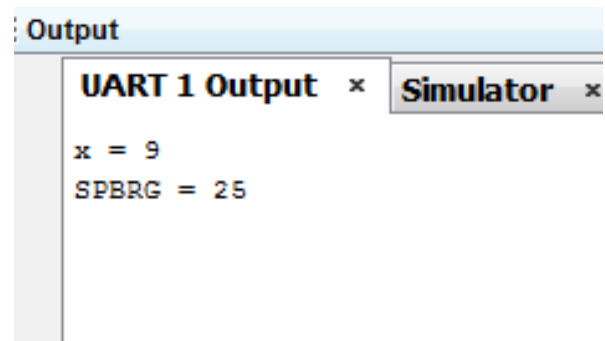 Output
UART 1 Output × Simulator ×
x = 9
SPBRG = 25